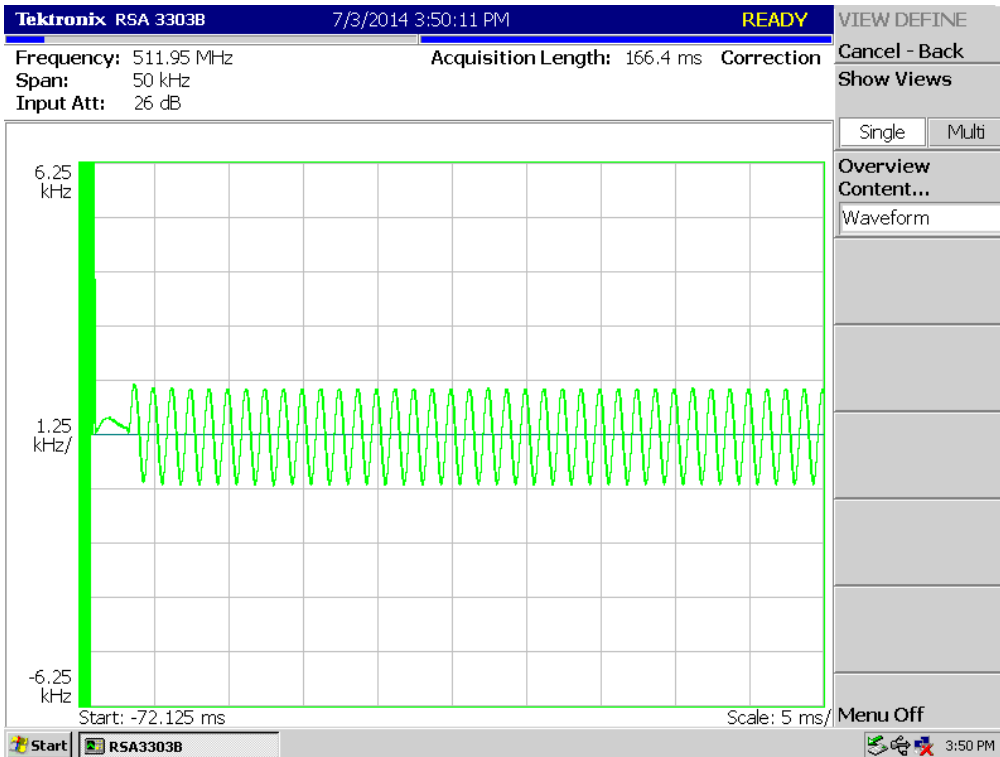 Tektronix RSA 3303B 7/3/2014 3:50:11 PM READY
VIEW DEFINE
Frequency: 511.95 MHz Acquisition Length: 166.4 ms Correction
Span: 50 kHz
Input Att: 26 dB
Cancel - Back
Show Views
Single Multi
Overview
Content...
Waveform
6.25
kHz
1.25
kHz/
-6.25
kHz
Start: -72.125 ms Scale: 5 ms/
Menu Off
Start RSA3303B 3:50 PM